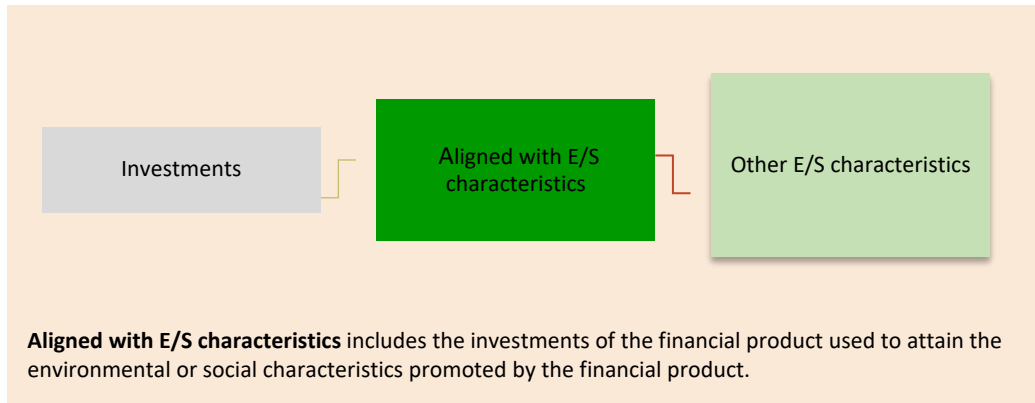 Investments
Aligned with E/S
characteristics
Other E/S characteristics
Aligned with E/S characteristics includes the investments of the financial product used to attain the
environmental or social characteristics promoted by the financial product.